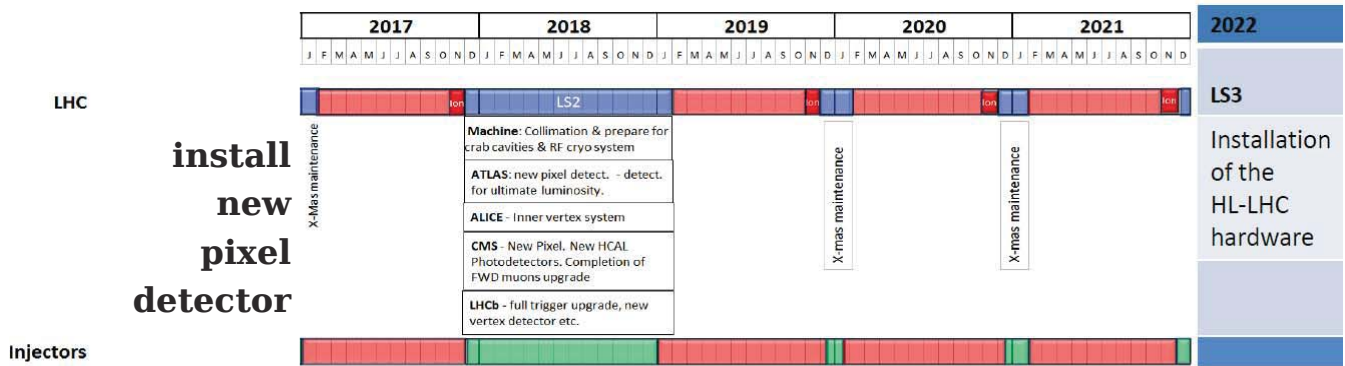 2017 2018 2019 2020 2021 2022
J F M A M J J A S O N D J F M A M J J A S O N D J F M A M J J A S O N D J F M A M J J A S O N D J F M A M J J A S O N D
LHC
Ion LS2 Ion Ion Ion LS3
install
new
pixel
detector
X-Mas maintenance
Machine: Collimation & prepare for
crab cavities & RF cryo system
ATLAS: new pixel detect. - detect.
for ultimate luminosity.
ALICE - Inner vertex system
CMS - New Pixel. New HCAL
Photodetectors. Completion of
FWD muons upgrade
LHCb - full trigger upgrade, new
vertex detector etc.
X-mas maintenance
X-mas maintenance
Installation
of the
HL-LHC
hardware
Injectors